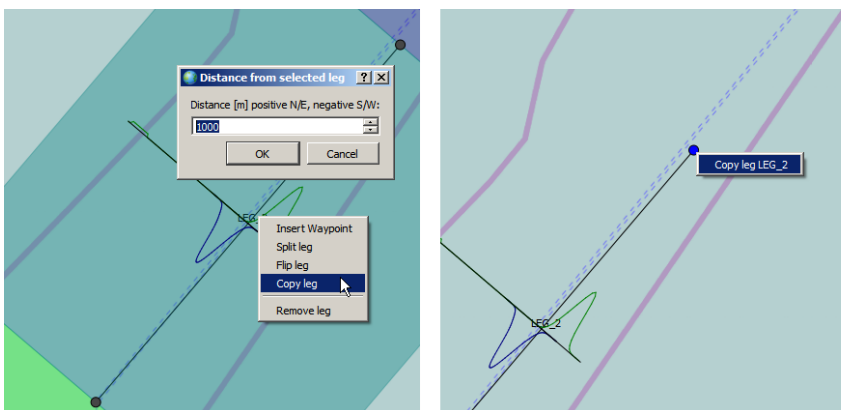 Distance from selected leg
Distance [m] positive N/E, negative S/W:
1000
OK Cancel
Insert Waypoint
Split leg
Flip leg
Copy leg
Remove leg
Copy leg LEG_2
LEG_2